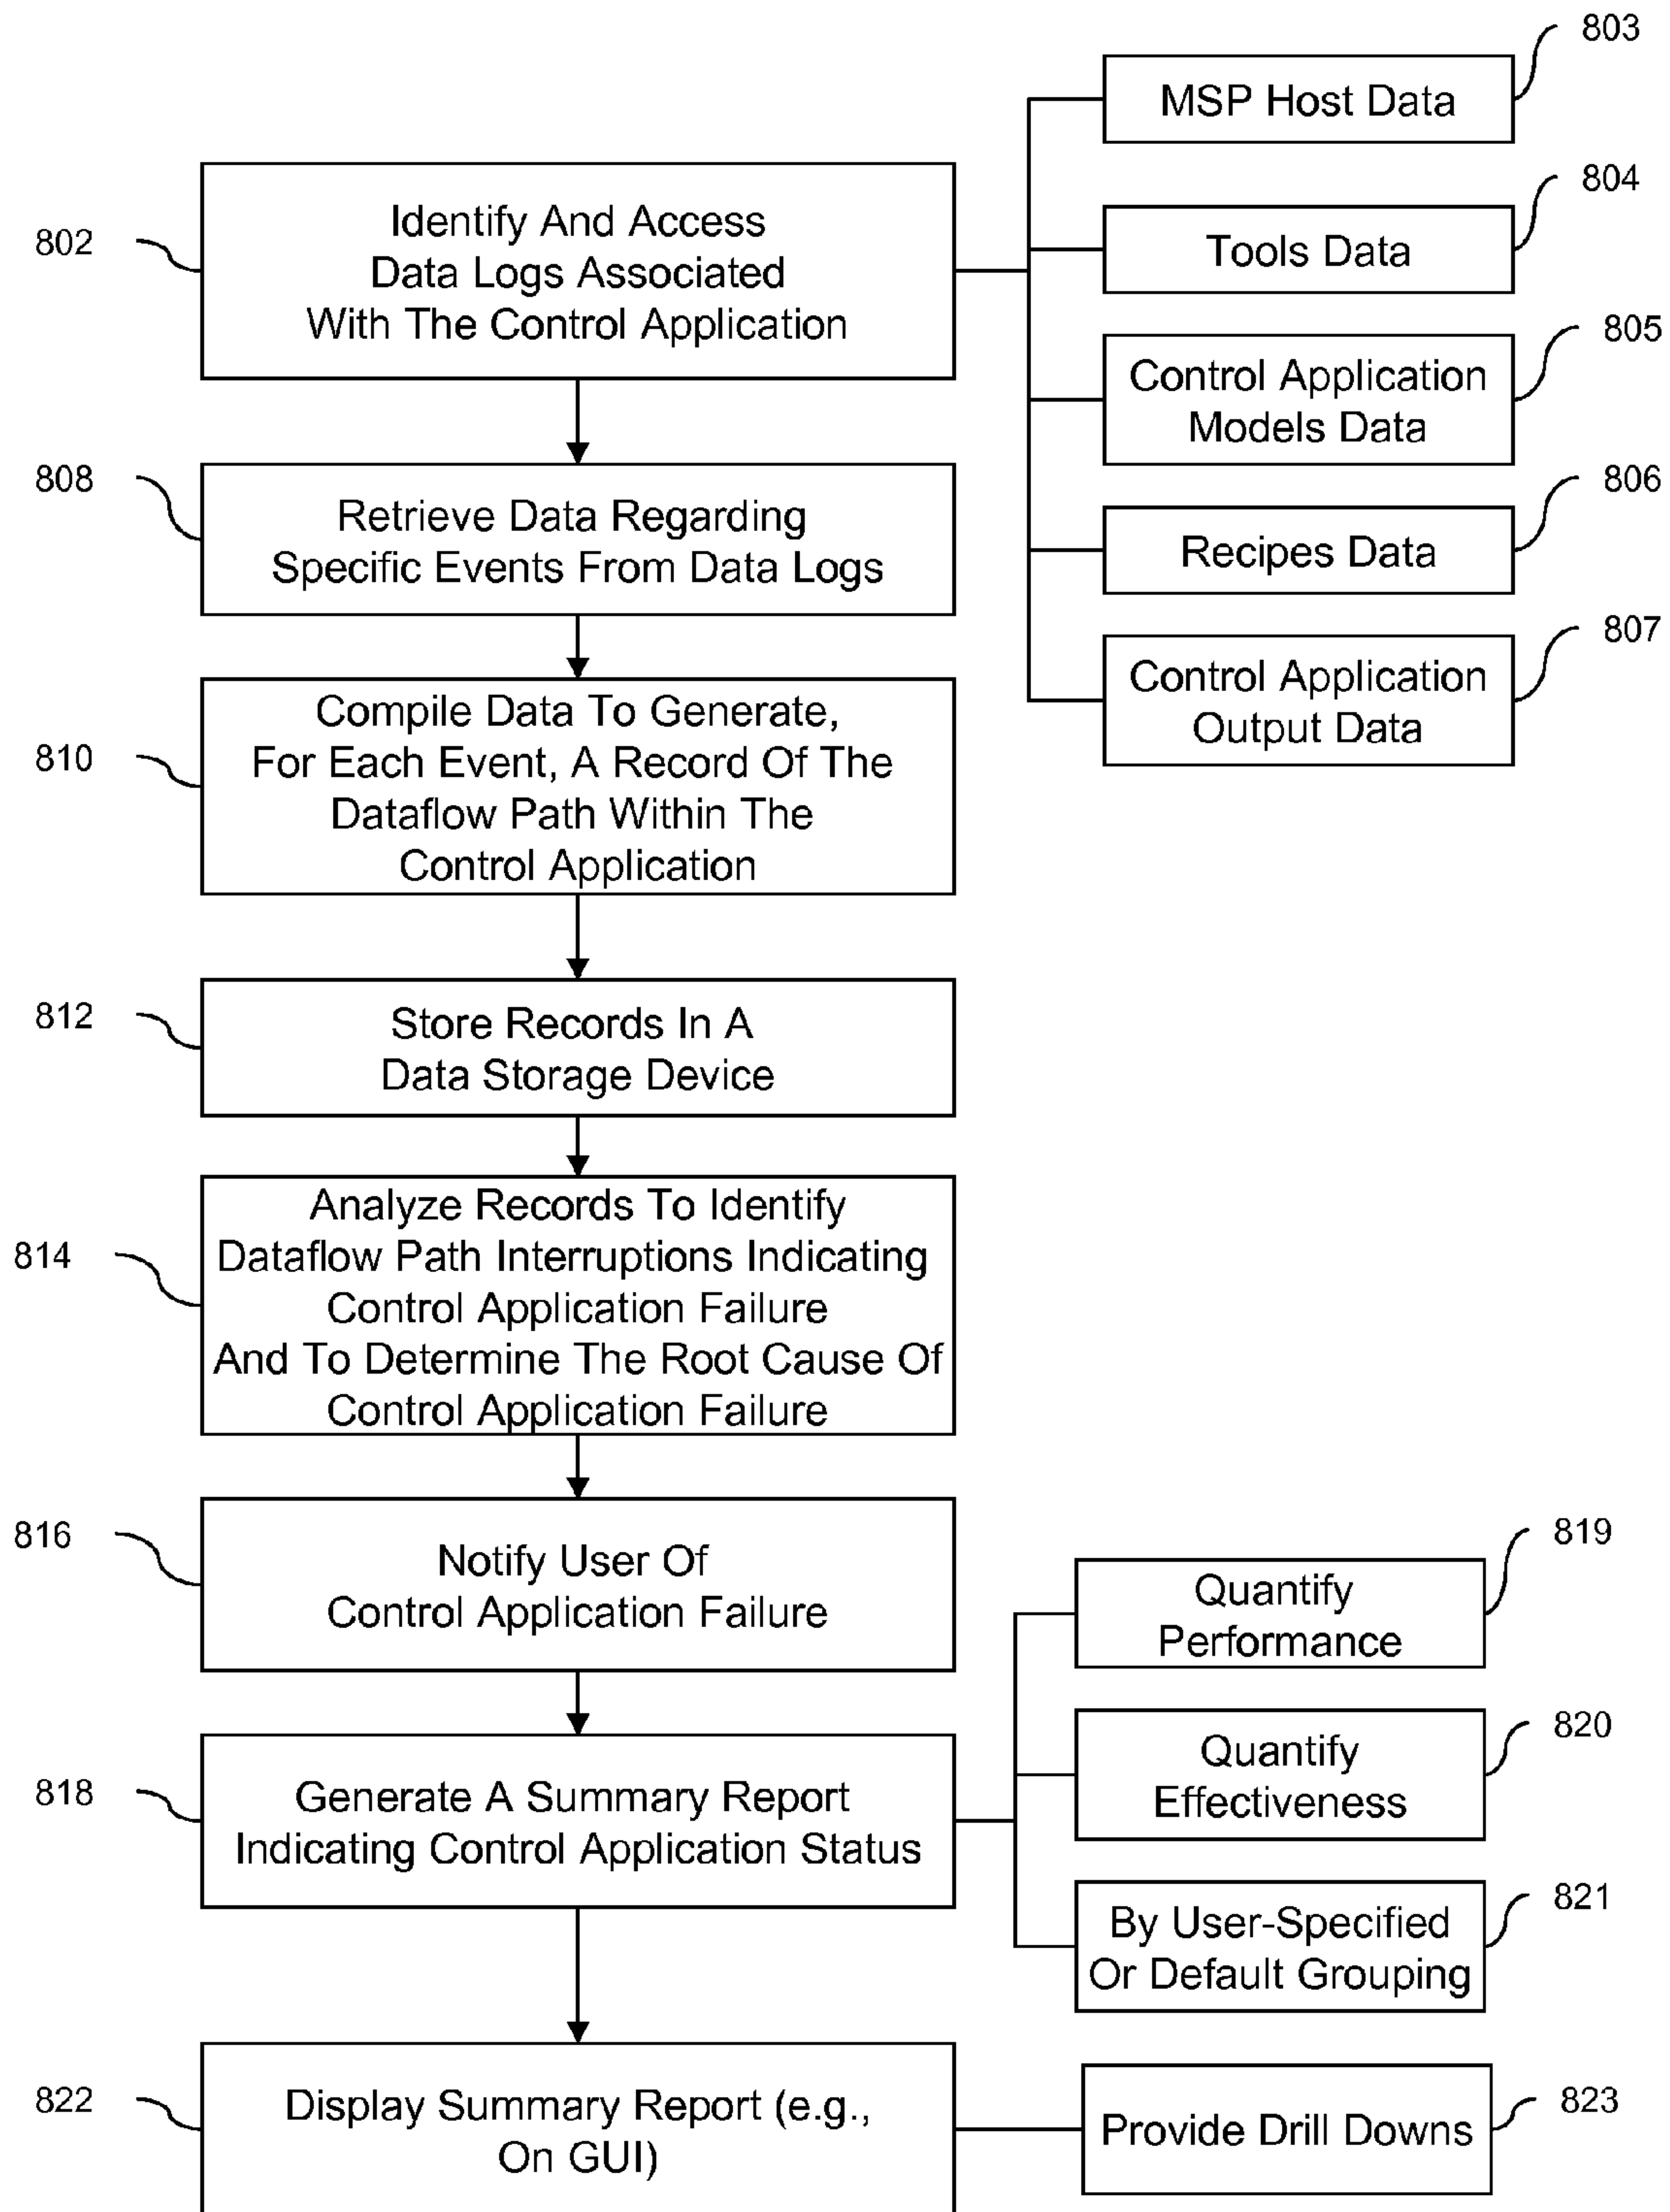 803
MSP Host Data
804
Tools Data
802
Identify And Access
Data Logs Associated
With The Control Application
805
Control Application
Models Data
806
Recipes Data
807
Control Application
Output Data
808
Retrieve Data Regarding
Specific Events From Data Logs
810
Compile Data To Generate,
For Each Event, A Record Of The
Dataflow Path Within The
Control Application
812
Store Records In A
Data Storage Device
814
Analyze Records To Identify
Dataflow Path Interruptions Indicating
Control Application Failure
And To Determine The Root Cause Of
Control Application Failure
816
Notify User Of
Control Application Failure
819
Quantify
Performance
820
Quantify
Effectiveness
818
Generate A Summary Report
Indicating Control Application Status
821
By User-Specified
Or Default Grouping
822
Display Summary Report (e.g.,
On GUI)
823
Provide Drill Downs